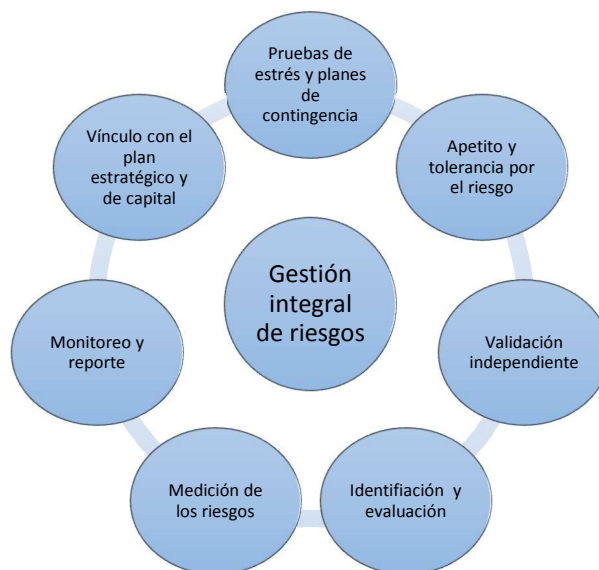 Pruebas de
estrés y planes
de
contingencia
Apetito y
tolerancia por
el riesgo
Validación
independiente
Identifiación y
evaluación
Medición de
los riesgos
Monitoreo y
reporte
Vínculo con el
plan
estratégico y
de capital
Gestión
integral
de riesgos